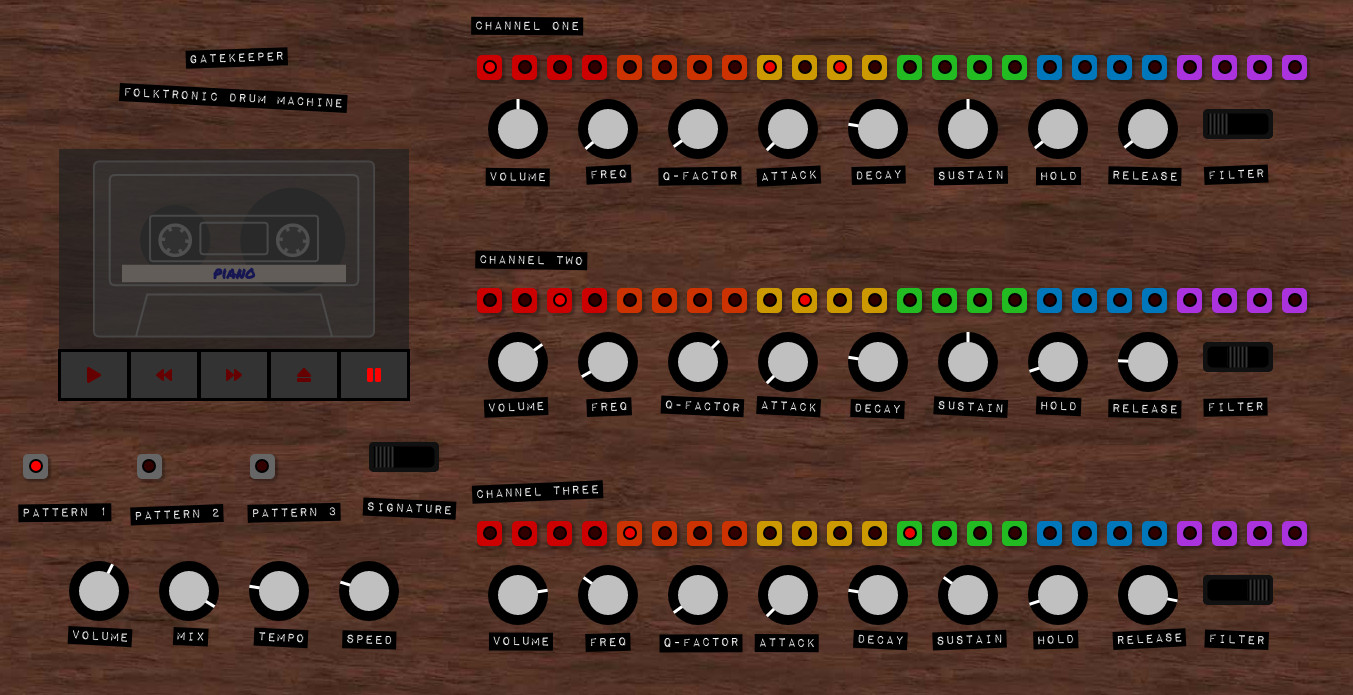 GATEKEEPER
FOLKTRONIC DRUM MACHINE
PIANO
PATTERN 1
PATTERN 2
PATTERN 3
SIGNATURE
VOLUME
MIX
TEMPO
SPEED
CHANNEL ONE
VOLUME
FREQ
Q-FACTOR
ATTACK
DECAY
SUSTAIN
HOLD
RELEASE
FILTER
CHANNEL TWO
VOLUME
FREQ
Q-FACTOR
ATTACK
DECAY
SUSTAIN
HOLD
RELEASE
FILTER
CHANNEL THREE
VOLUME
FREQ
Q-FACTOR
ATTACK
DECAY
SUSTAIN
HOLD
RELEASE
FILTER